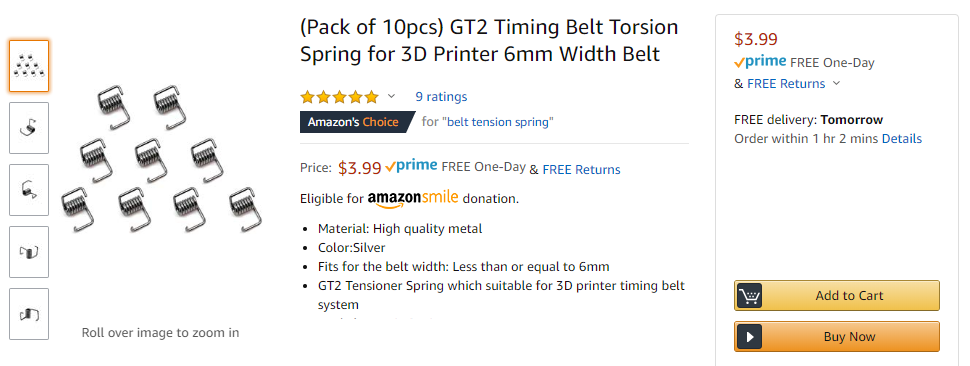 (Pack of 10pcs) GT2 Timing Belt Torsion
Spring for 3D Printer 6mm Width Belt
9 ratings
Amazon's Choice for "belt tension spring"
Price: $3.99 prime FREE One-Day & FREE Returns
Eligible for amazonsmile donation.
• Material: High quality metal
• Color:Silver
• Fits for the belt width: Less than or equal to 6mm
• GT2 Tensioner Spring which suitable for 3D printer timing belt
system
Roll over image to zoom in
$3.99
prime FREE One-Day
& FREE Returns
FREE delivery: Tomorrow
Order within 1 hr 2 mins Details
Add to Cart
Buy Now